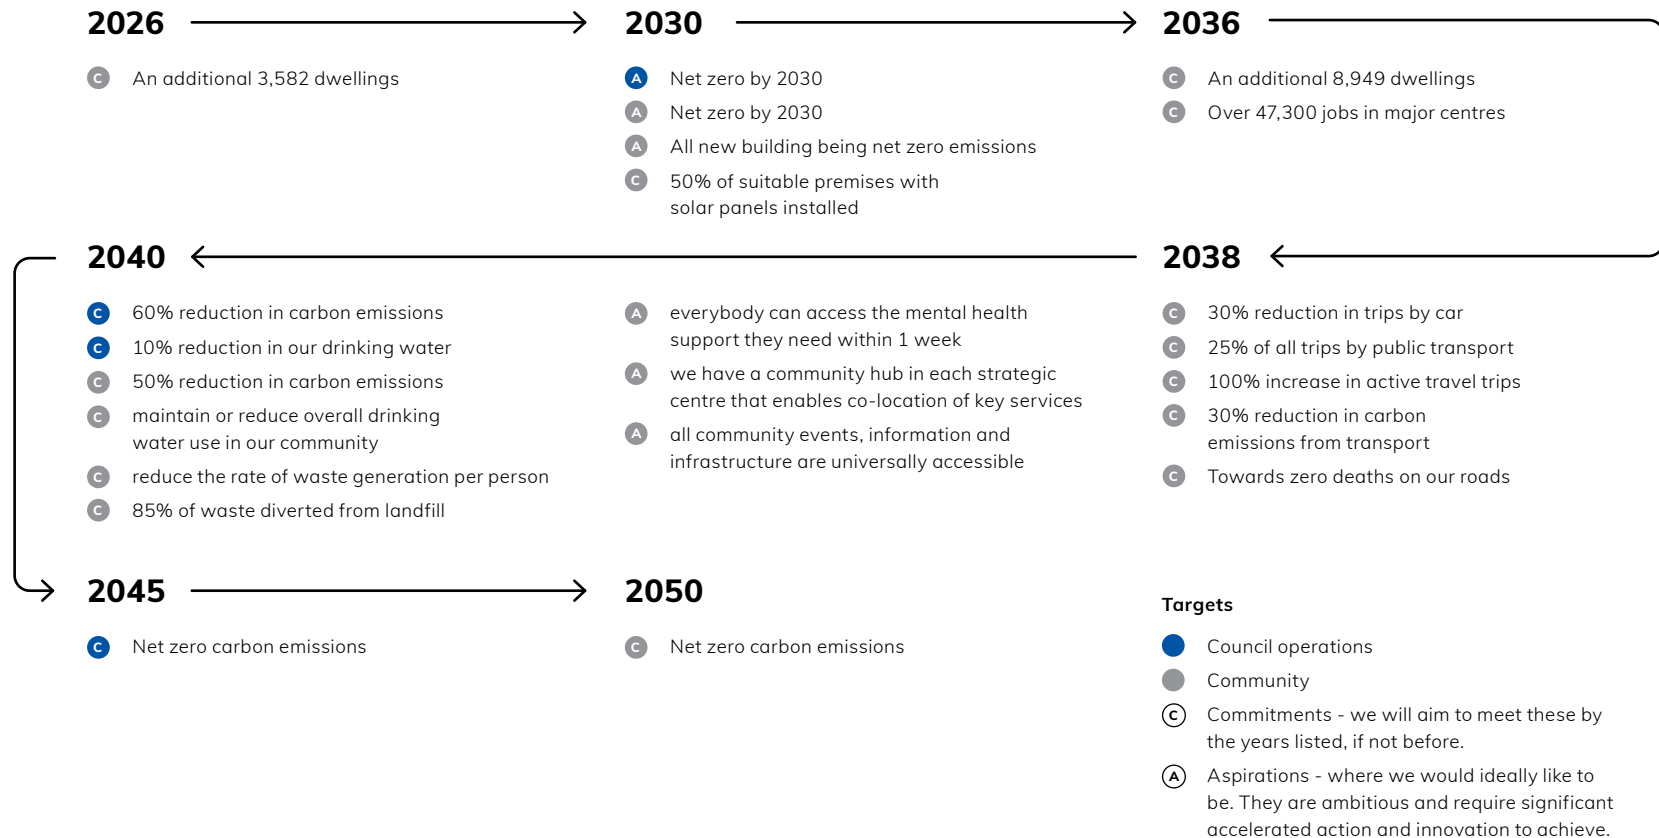 2026
C An additional 3,582 dwellings
2030
A Net zero by 2030
A Net zero by 2030
A All new building being net zero emissions
C 50% of suitable premises with
solar panels installed
2036
C An additional 8,949 dwellings
C Over 47,300 jobs in major centres
2038
C 30% reduction in trips by car
C 25% of all trips by public transport
C 100% increase in active travel trips
C 30% reduction in carbon
emissions from transport
C Towards zero deaths on our roads
2040
C 60% reduction in carbon emissions
C 10% reduction in our drinking water
C 50% reduction in carbon emissions
C maintain or reduce overall drinking
water use in our community
C reduce the rate of waste generation per person
C 85% of waste diverted from landfill
A everybody can access the mental health
support they need within 1 week
A we have a community hub in each strategic
centre that enables co-location of key services
A all community events, information and
infrastructure are universally accessible
2045
C Net zero carbon emissions
2050
C Net zero carbon emissions
Targets
Council operations
Community
C Commitments - we will aim to meet these by
the years listed, if not before.
A Aspirations - where we would ideally like to
be. They are ambitious and require significant
accelerated action and innovation to achieve.